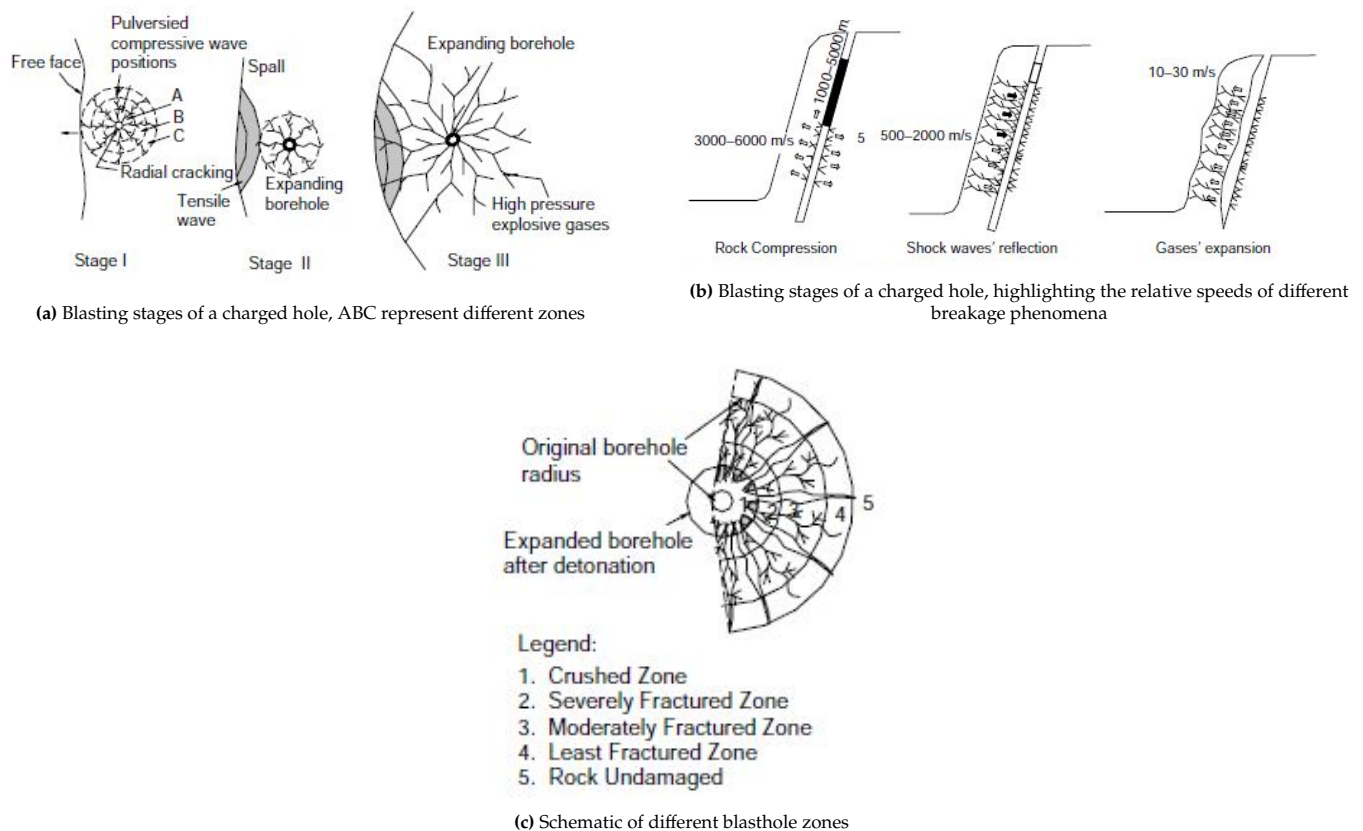 Pulversied
compressive wave
positions
Free face
A
B
C
Radial cracking
Stage I
Spall
Tensile
wave
Expanding
borehole
Stage II
Expanding borehole
High pressure
explosive gases
Stage III
(a) Blasting stages of a charged hole, ABC represent different zones
1000–5000 m
3000–6000 m/s
5
Rock Compression
500–2000 m/s
Shock waves' reflection
10–30 m/s
Gases' expansion
(b) Blasting stages of a charged hole, highlighting the relative speeds of different
breakage phenomena
Original borehole
radius
Expanded borehole
after detonation
1 2 3 4 5
Legend:
1. Crushed Zone
2. Severely Fractured Zone
3. Moderately Fractured Zone
4. Least Fractured Zone
5. Rock Undamaged
(c) Schematic of different blasthole zones